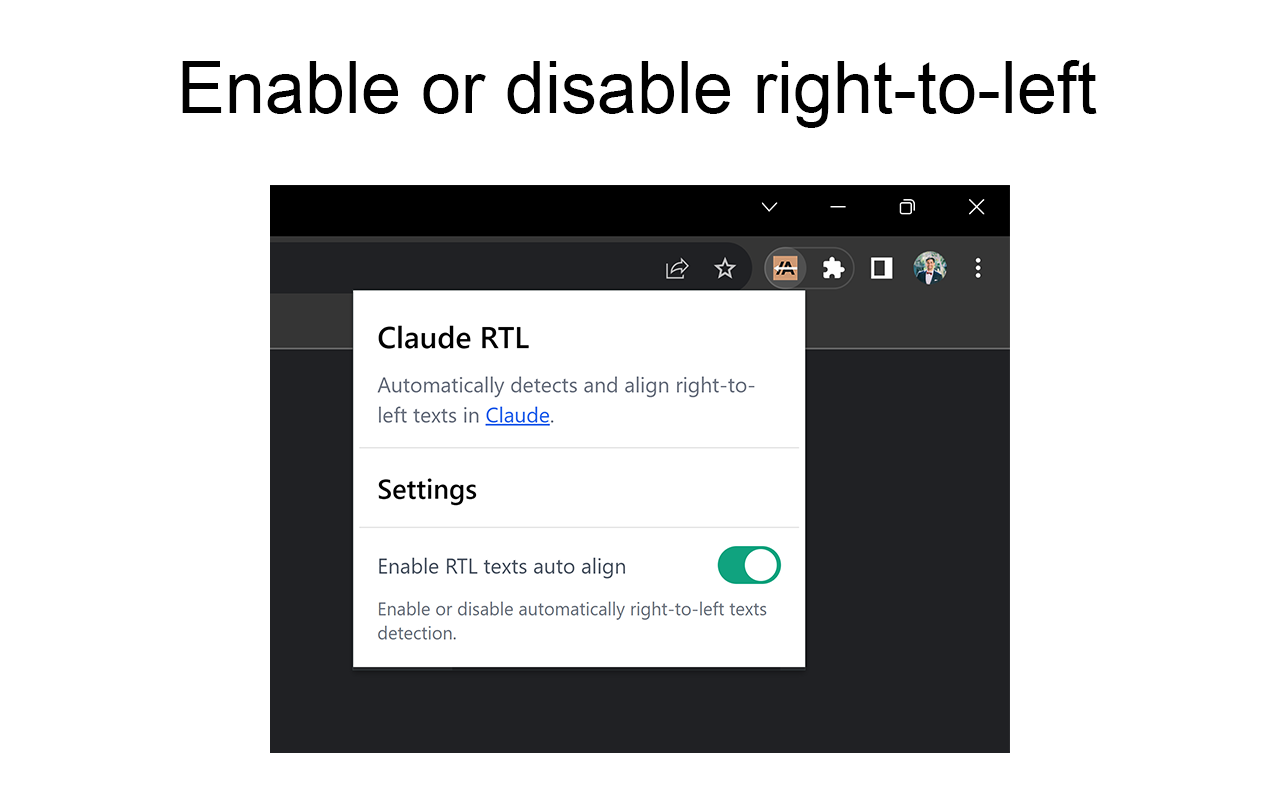 Enable or disable right-to-left
Claude RTL
Automatically detects and align right-to-
left texts in Claude.
Settings
Enable RTL texts auto align
Enable or disable automatically right-to-left texts
detection.